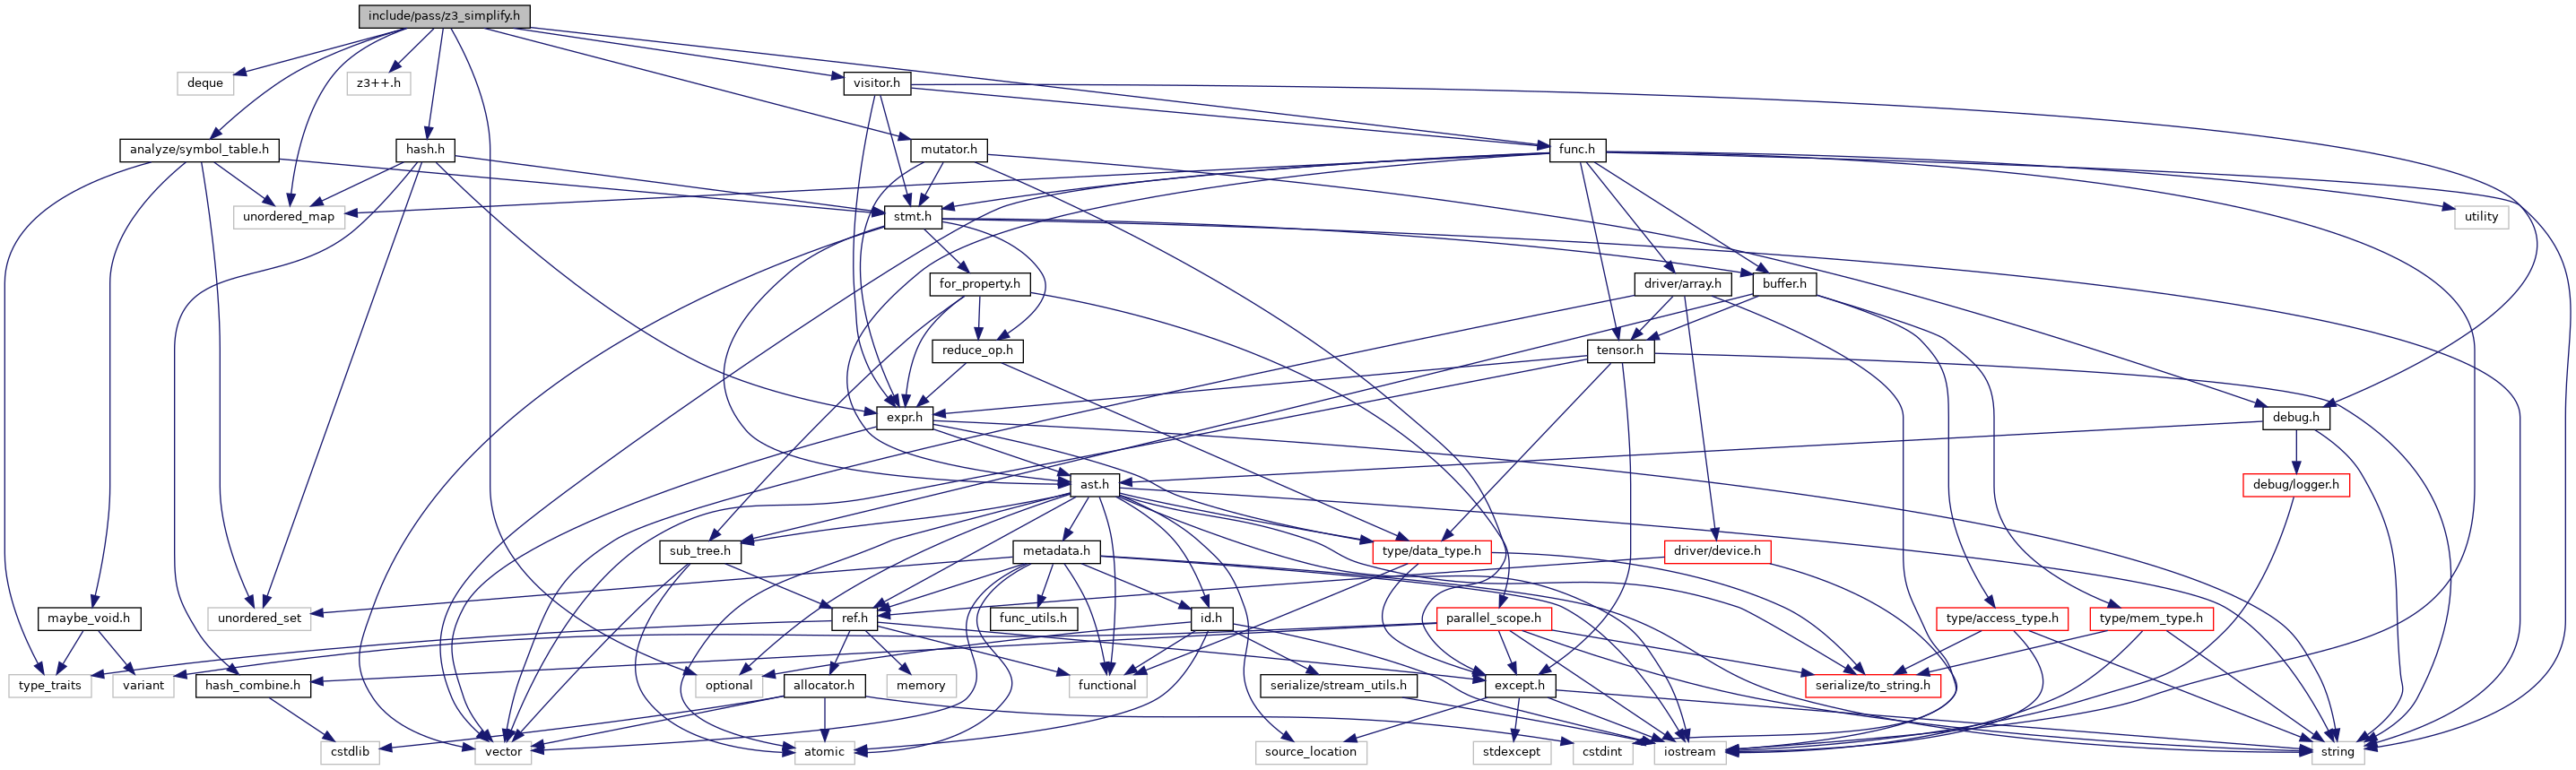 include/pass/z3_simplify.h
deque
z3++.h
visitor.h
analyze/symbol_table.h
hash.h
mutator.h
func.h
unordered_map
stmt.h
utility
for_property.h
driver/array.h
buffer.h
reduce_op.h
tensor.h
expr.h
debug.h
ast.h
debug/logger.h
sub_tree.h
metadata.h
type/data_type.h
driver/device.h
maybe_void.h
unordered_set
ref.h
func_utils.h
id.h
parallel_scope.h
type/access_type.h
type/mem_type.h
type_traits
variant
hash_combine.h
optional
allocator.h
memory
functional
serialize/stream_utils.h
except.h
serialize/to_string.h
cstdlib
vector
atomic
source_location
stdexcept
cstdint
iostream
string